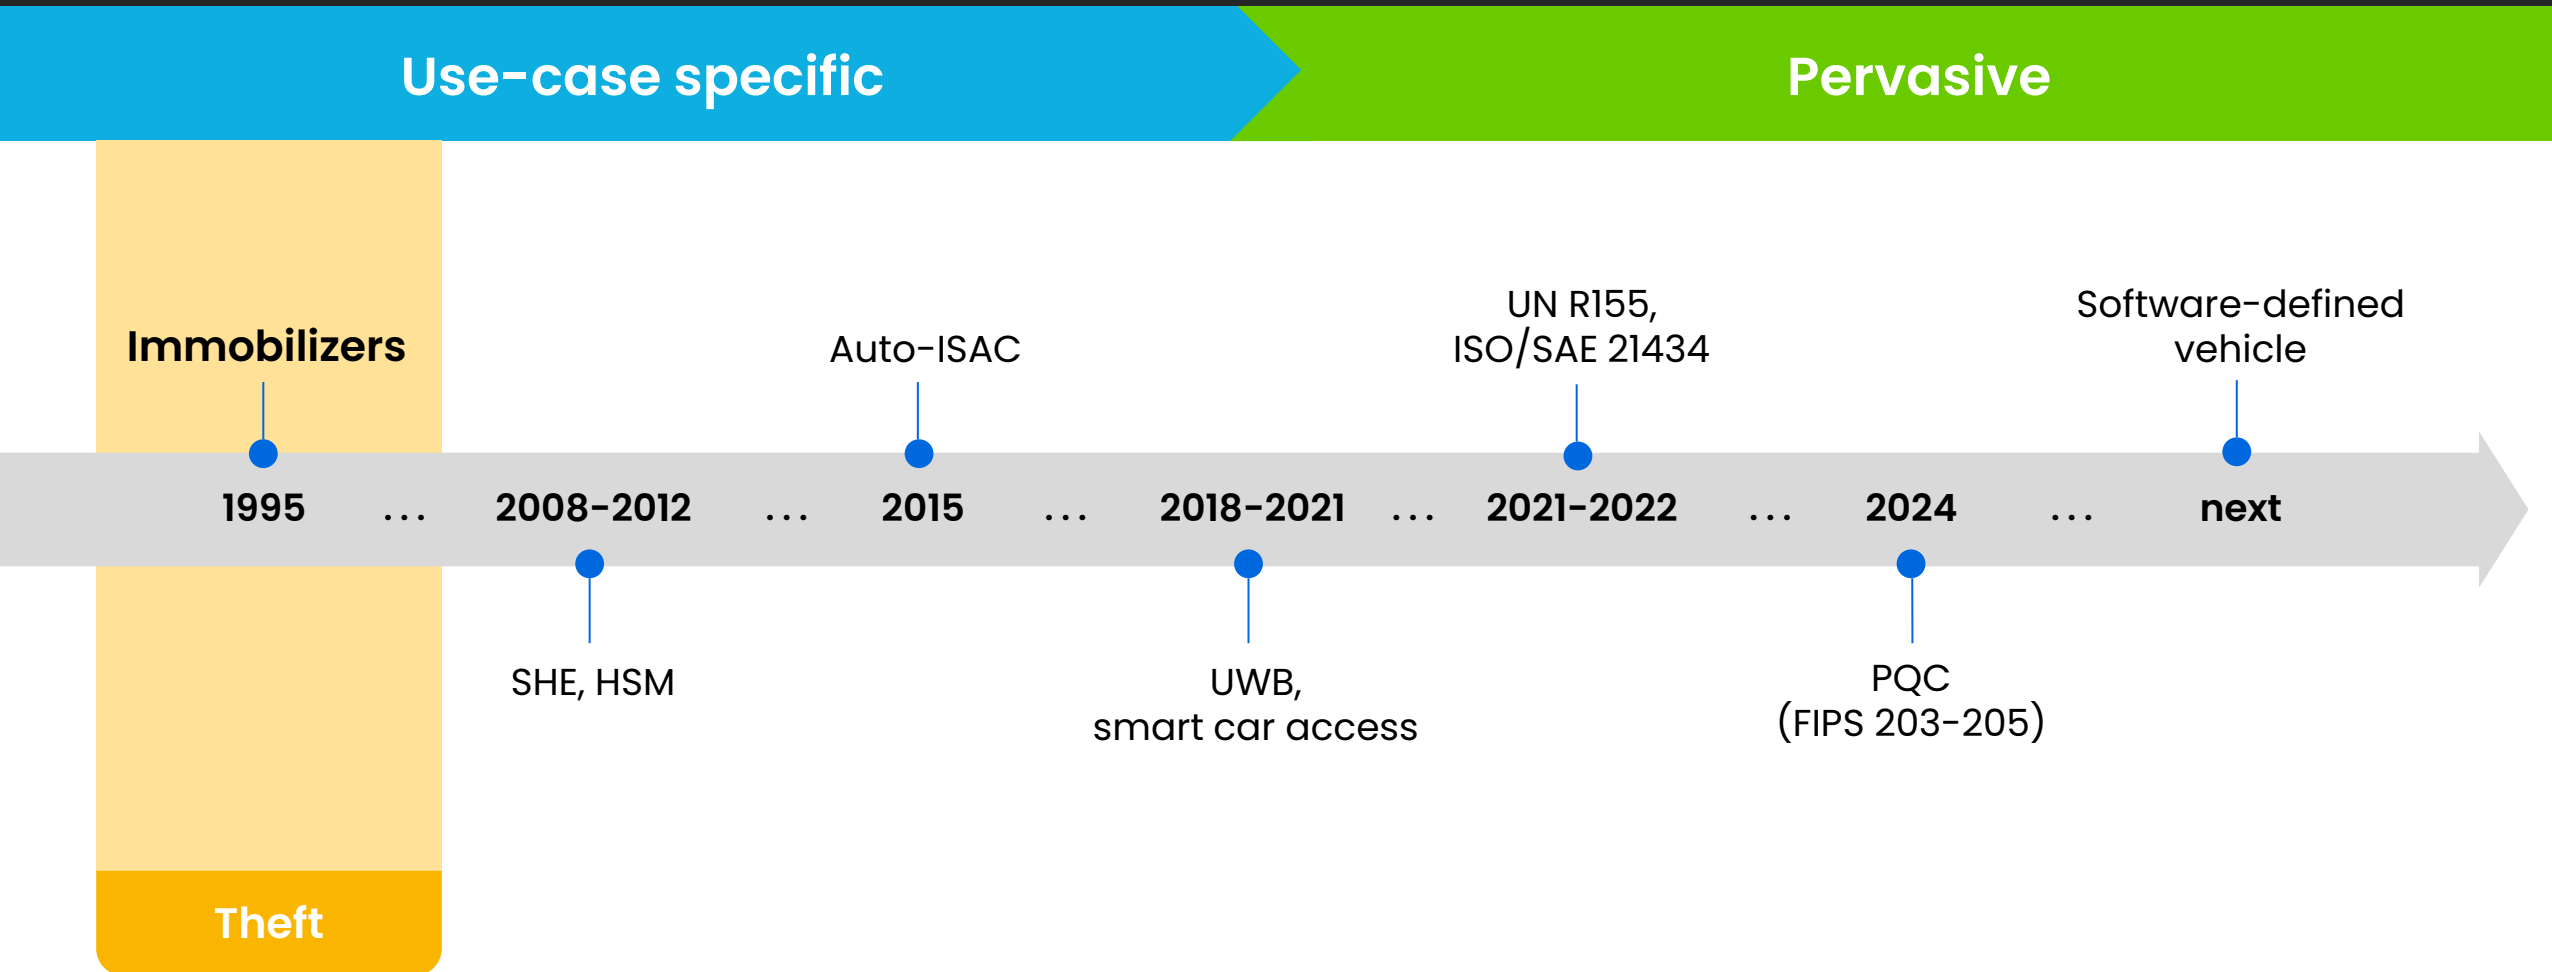 Use-case specific
Pervasive
Immobilizers
Auto-ISAC
UN R155,
ISO/SAE 21434
Software-defined
vehicle
1995 ... 2008-2012 ... 2015 ... 2018-2021 ... 2021-2022 ... 2024 ... next
SHE, HSM
UWB,
smart car access
PQC
(FIPS 203-205)
Theft